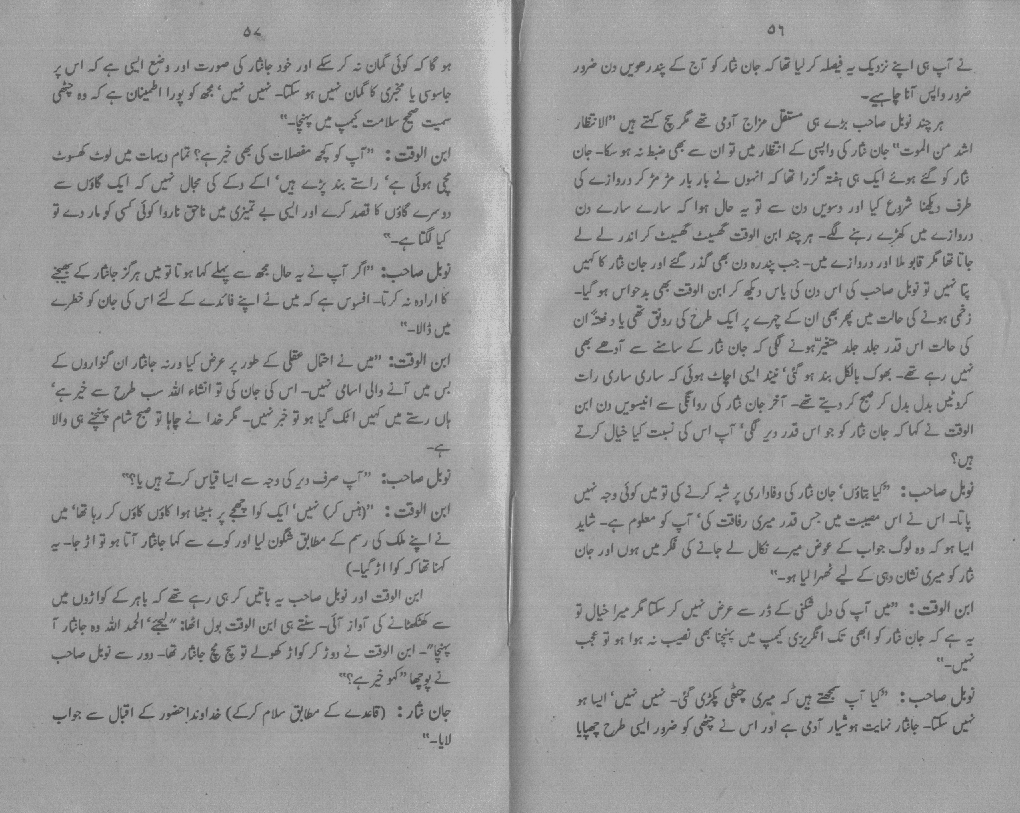 ٥٦
نے آپ ہی اپنے نزدیک یہ فیصلہ کر لیا تھا کہ جان نثار کو آج کے پندرھویں دن ضرور
ضرور واپس آنا چاہیے۔
ہر چند نوبل صاحب بڑے ہی مستقل مزاج آدمی تھے مگر سچ کہتے ہیں "الانتظار
اشد من الموت" جان نثار کی واپسی کے انتظار میں تو ان سے بھی ضبط نہ ہو سکا۔ جان
نثار کو گئے ہوئے ایک ہی ہفتہ گزرا تھا کہ انہوں نے بار بار مڑ مڑ کر دروازے کی
طرف دیکھنا شروع کیا اور دسویں دن سے تو یہ حال ہوا کہ سارے سارے دن
دروازے میں کھڑے رہنے لگے۔ ہر چند ابن الوقت گھسیٹ گھسیٹ کر اندر لے لے
جاتا تھا مگر قابو ملا اور دروازے میں۔ جب پندرہ دن بھی گذر گئے اور جان نثار کا کہیں
پتا نہیں تو نوبل صاحب کی اس دن کی یاس دیکھ کر ابن الوقت بھی بدحواس ہو گیا۔
زخمی ہونے کی حالت میں پھر بھی ان کے چہرے پر ایک طرح کی رونق تھی یا دفعتہً ان
کی حالت اس قدر جلد جلد متغیر ہونے لگی کہ جان نثار کے سامنے سے آدھے بھی
نہیں رہے تھے۔ بھوک بالکل بند ہو گئی، نیند ایسی اچاٹ ہوئی کہ ساری ساری رات
کروٹیں بدل بدل کر صبح کر دیتے تھے۔ آخر جان نثار کی روانگی سے انیسویں دن ابن
الوقت نے کہا کہ جان نثار کو جو اس قدر دیر لگی، آپ اس کی نسبت کیا خیال کرتے
ہیں؟
نوبل صاحب: "کیا بتاؤں، جان نثار کی وفاداری پر شبہ کرنے کی تو میں کوئی وجہ نہیں
پاتا۔ اس نے اس مصیبت میں جس قدر میری رفاقت کی، آپ کو معلوم ہے۔ شاید
ایسا ہو کہ وہ لوگ جواب کے عوض میرے نکال لے جانے کی فکر میں ہوں اور جان
نثار کو میری نشان دہی کے لیے ٹھہرا لیا ہو۔"
ابن الوقت: "میں آپ کی دل شکنی کے ڈر سے عرض نہیں کر سکتا مگر میرا خیال تو
یہ ہے کہ جان نثار کو ابھی تک انگریزی کیمپ میں پہنچنا بھی نصیب نہ ہوا ہو تو عجب
نہیں۔"
نوبل صاحب: "کیا آپ سمجھتے ہیں کہ میری چٹھی پکڑی گئی۔ نہیں نہیں، ایسا ہو
نہیں سکتا۔ جانثار نہایت ہوشیار آدمی ہے اور اس نے چٹھی کو ضرور ایسی طرح چھپایا
٥٧
ہو گا کہ کوئی گمان نہ کر سکے اور خود جانثار کی صورت اور وضع ایسی ہے کہ اس پر
جاسوسی یا مخبری کا گمان نہیں ہو سکتا۔ نہیں نہیں، مجھ کو پورا اطمینان ہے کہ وہ چٹھی
سمیت صحیح سلامت کیمپ میں پہنچا۔"
ابن الوقت: "آپ کو کچھ مفصلات کی بھی خبر ہے؟ تمام دیہات میں لوٹ کھسوٹ
مچی ہوئی ہے، راستے بند پڑے ہیں، اکے دکے کی مجال نہیں کہ ایک گاؤں سے
دوسرے گاؤں کا قصد کرے اور ایسی بے تمیزی میں ناحق ناروا کوئی کسی کو مار دے تو
کیا لگتا ہے۔"
نوبل صاحب: "اگر آپ نے یہ حال مجھ سے پہلے کہا ہوتا تو میں ہرگز جانثار کے بھیجنے
کا ارادہ نہ کرتا۔ افسوس ہے کہ میں نے اپنے فائدے کے لئے اس کی جان کو خطرے
میں ڈالا۔"
ابن الوقت: "میں نے احتمال عقلی کے طور پر عرض کیا ورنہ جانثار ان گنواروں کے
بس میں آنے والی اسامی نہیں۔ اس کی جان کی تو انشاء اللہ سب طرح سے خیر ہے،
ہاں رستے میں کہیں اٹک گیا ہو تو خبر نہیں۔ مگر خدا نے چاہا تو صبح شام پہنچنے ہی والا
ہے۔
نوبل صاحب: "آپ صرف دیر کی وجہ سے ایسا قیاس کرتے ہیں یا؟"
ابن الوقت: "(ہنس کر) نہیں، ایک کوا چھجے پر بیٹھا ہوا کاؤں کاؤں کر رہا تھا، میں
نے اپنے ملک کی رسم کے مطابق شگون لیا اور کوے سے کہا جانثار آتا ہو تو اڑ جا۔ یہ
کہنا تھا کہ کوا اڑ گیا۔)
ابن الوقت اور نوبل صاحب یہ باتیں کر ہی رہے تھے کہ باہر کے کواڑوں میں
سے کھٹکھٹانے کی آواز آئی۔ سنتے ہی ابن الوقت بول اٹھا: "لیجئے، الحمد اللہ وہ جانثار آ
پہنچا"۔ ابن الوقت نے دوڑ کر کواڑ کھولے تو سچ مچ جانثار تھا۔ دور سے نوبل صاحب
نے پوچھا "کہو خیر ہے؟"
جان نثار: (قاعدے کے مطابق سلام کر کے) خداوندا حضور کے اقبال سے جواب
لایا۔"